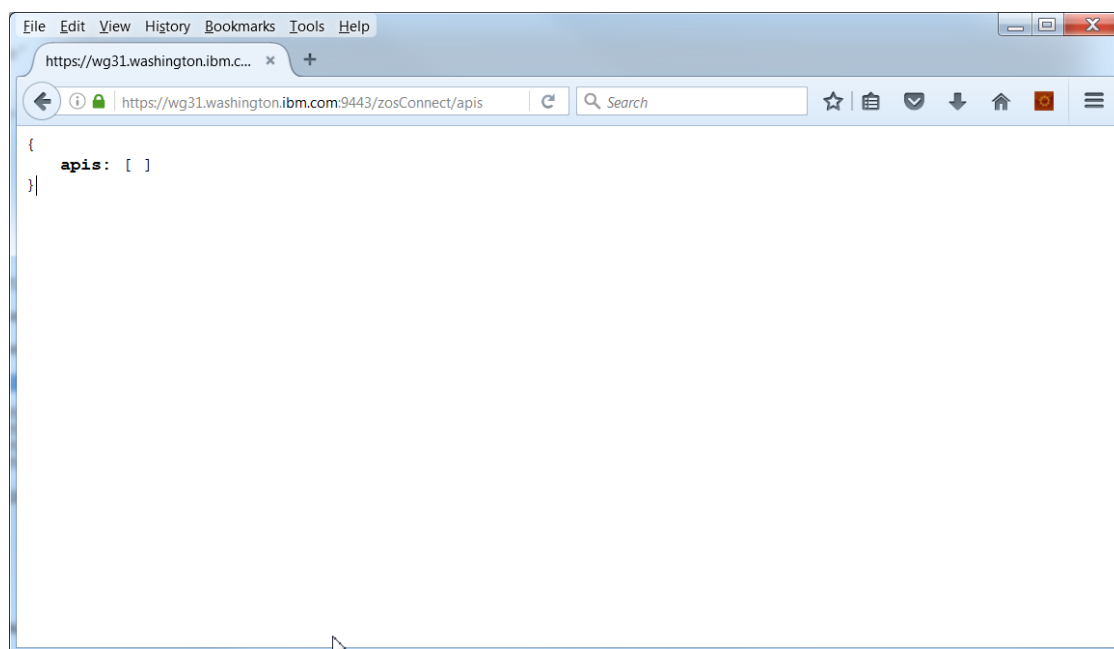 File Edit View History Bookmarks Tools Help
https://wg31.washington.ibm.c...
https://wg31.washington.ibm.com:9443/zosConnect/apis Search
{
apis: [ ]
}